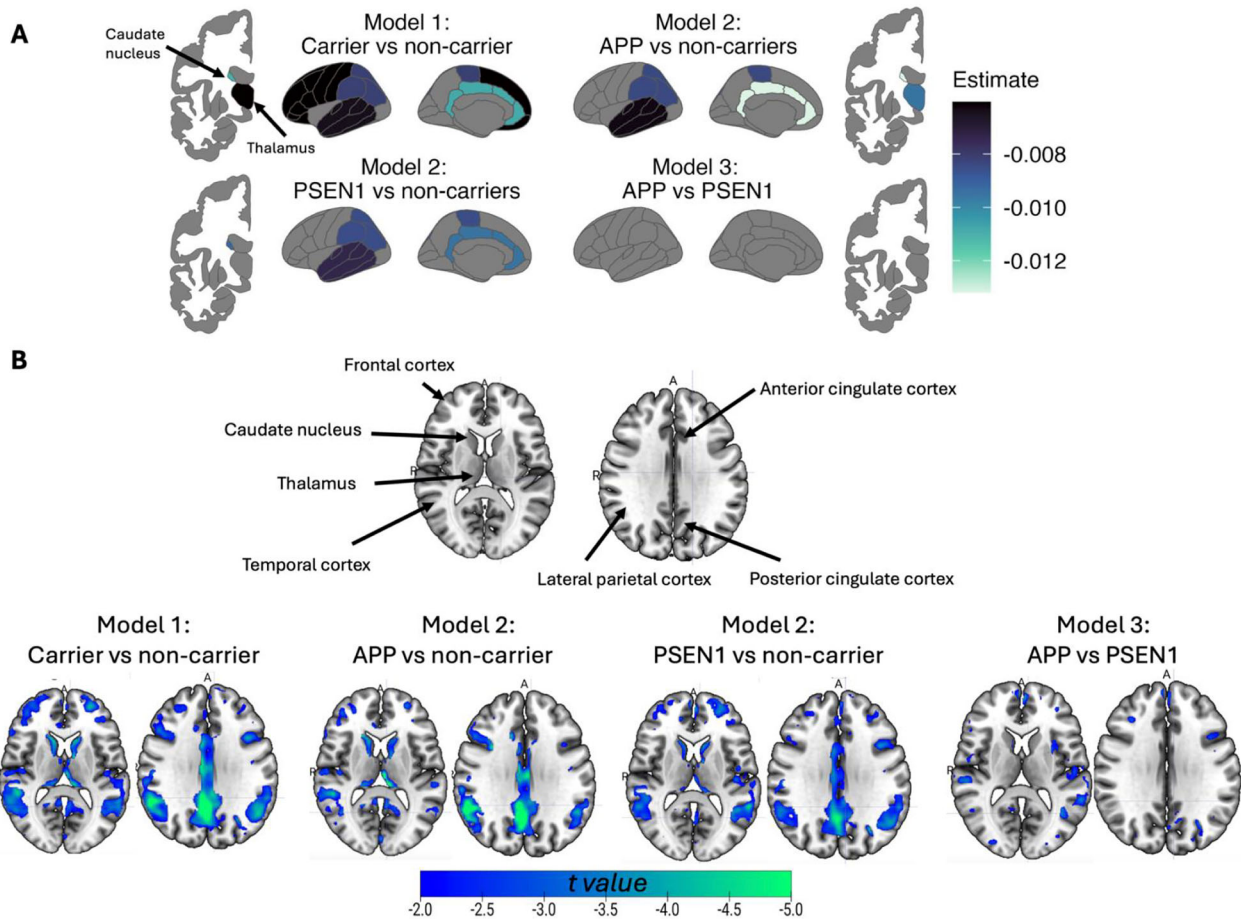 A
Caudate
nucleus
Thalamus
Model 1:
Carrier vs non-carrier
Model 2:
APP vs non-carriers
Model 2:
PSEN1 vs non-carriers
Model 3:
APP vs PSEN1
Estimate
-0.008
-0.010
-0.012
B
Frontal cortex
Caudate nucleus
Thalamus
Temporal cortex
A
R
A
R
Anterior cingulate cortex
Lateral parietal cortex
Posterior cingulate cortex
Model 1:
Carrier vs non-carrier
Model 2:
APP vs non-carrier
Model 2:
PSEN1 vs non-carrier
Model 3:
APP vs PSEN1
A
A
R
A
A
R
A
A
R
A
A
R
t value
-2.0
-2.5
-3.0
-3.5
-4.0
-4.5
-5.0